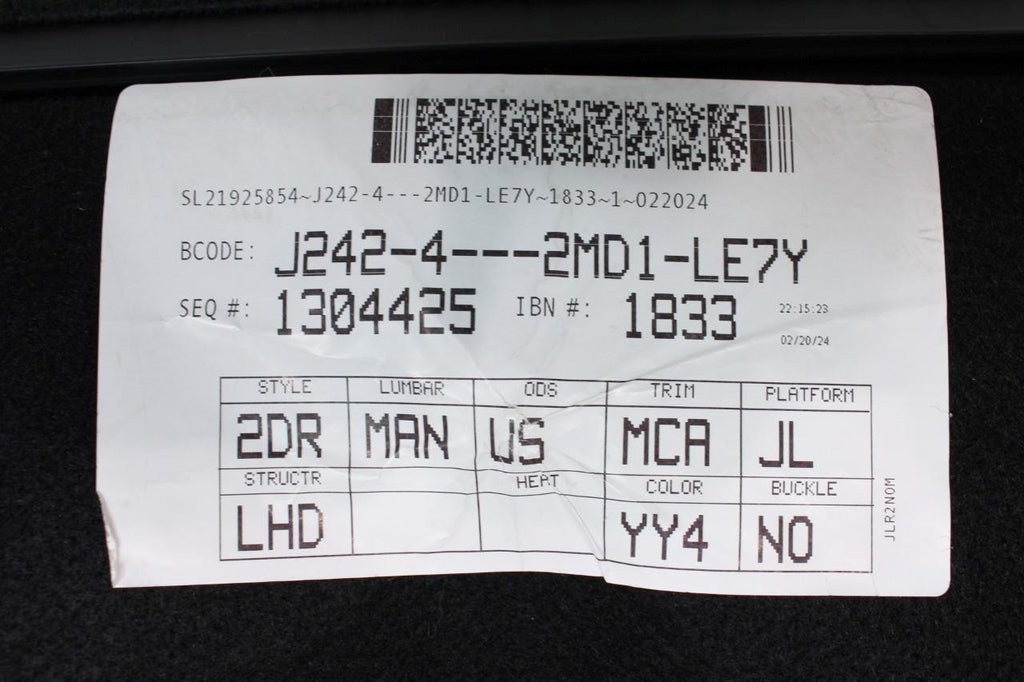 SL21925854~J242-4---2MD1-LE7Y~1833~1~022024
BCODE: J242-4---2MD1-LE7Y
SEQ #: 1304425 IBN #: 1833 22:15:23
02/20/24
STYLE LUMBAR ODS TRIM PLATFORM
2DR MAN US MCA JL
STRUCTR HEAT COLOR BUCKLE
LHD YY4 NO
JLR2NOM